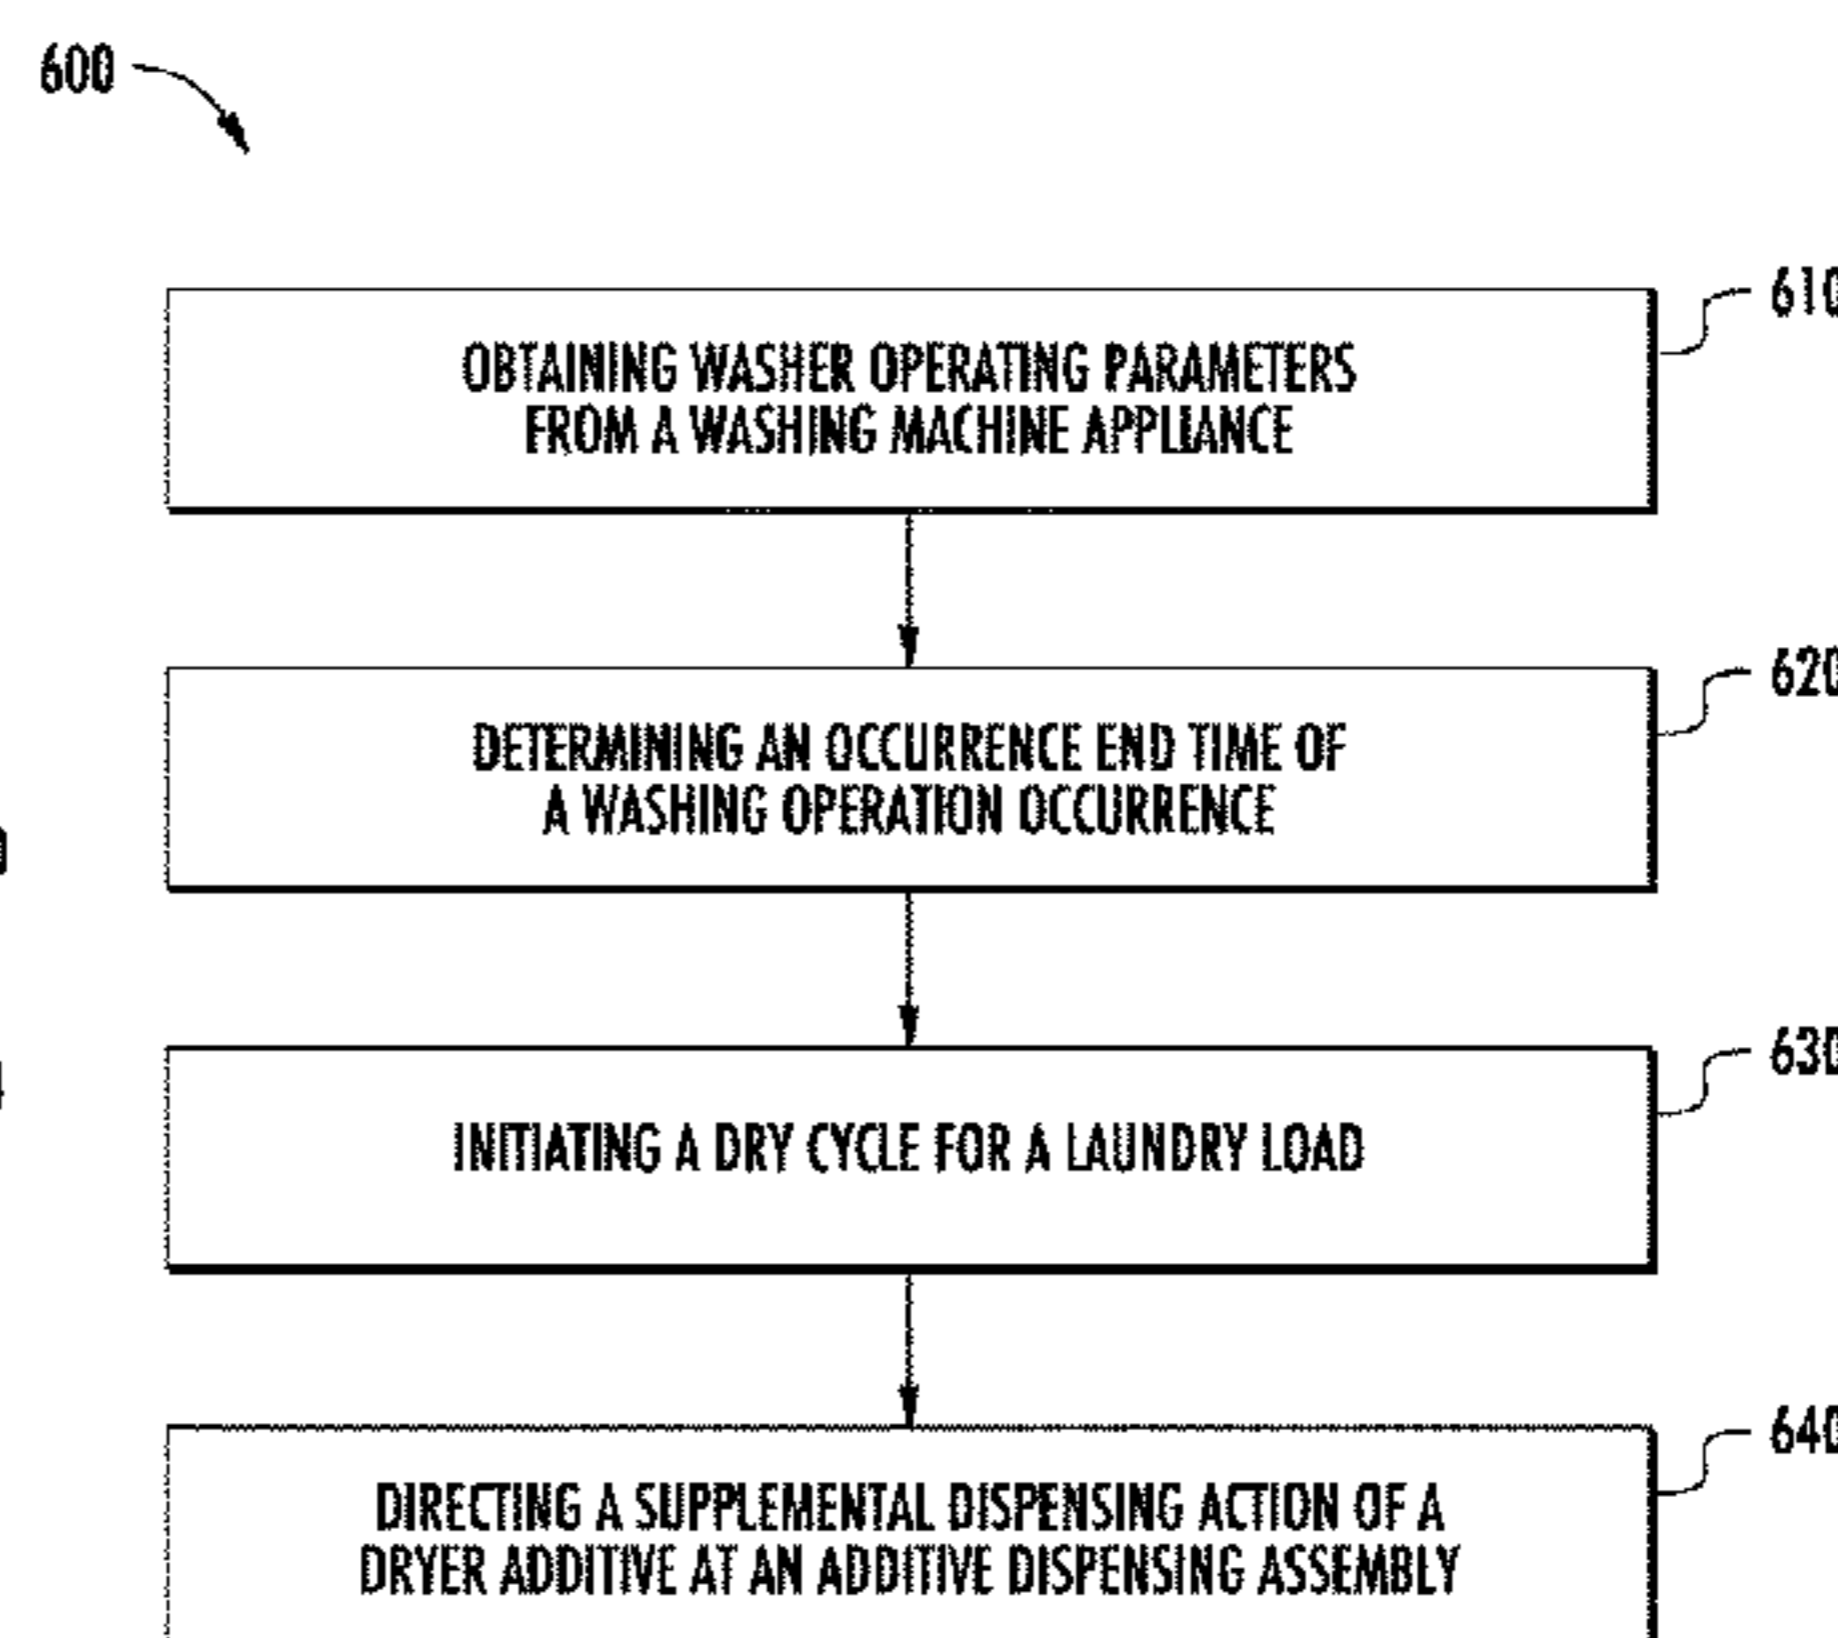 600
610
OBTAINING WASHER OPERATING PARAMETERS
FROM A WASHING MACHINE APPLIANCE
620
DETERMINING AN OCCURRENCE END TIME OF
A WASHING OPERATION OCCURRENCE
630
INITIATING A DRY CYCLE FOR A LAUNDRY LOAD
640
DIRECTING A SUPPLEMENTAL DISPENSING ACTION OF A
DRYER ADDITIVE AT AN ADDITIVE DISPENSING ASSEMBLY